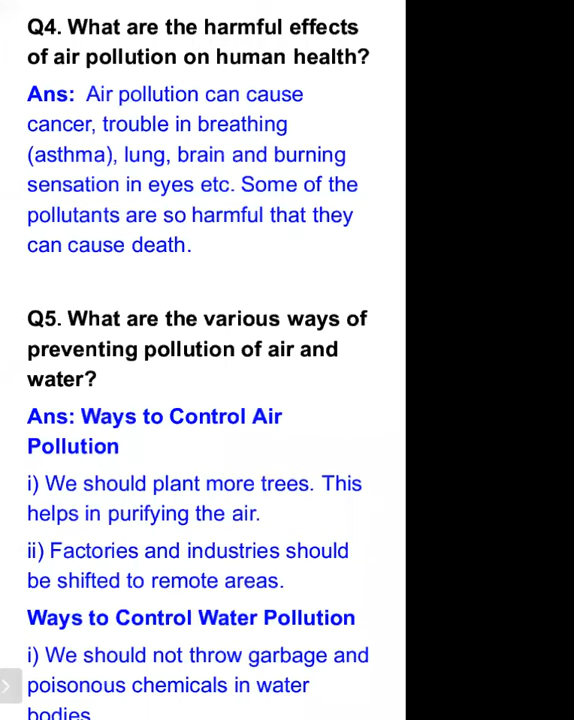 Q4. What are the harmful effects
of air pollution on human health?
Ans: Air pollution can cause
cancer, trouble in breathing
(asthma), lung, brain and burning
sensation in eyes etc. Some of the
pollutants are so harmful that they
can cause death.
Q5. What are the various ways of
preventing pollution of air and
water?
Ans: Ways to Control Air
Pollution
i) We should plant more trees. This
helps in purifying the air.
ii) Factories and industries should
be shifted to remote areas.
Ways to Control Water Pollution
i) We should not throw garbage and
poisonous chemicals in water
bodies